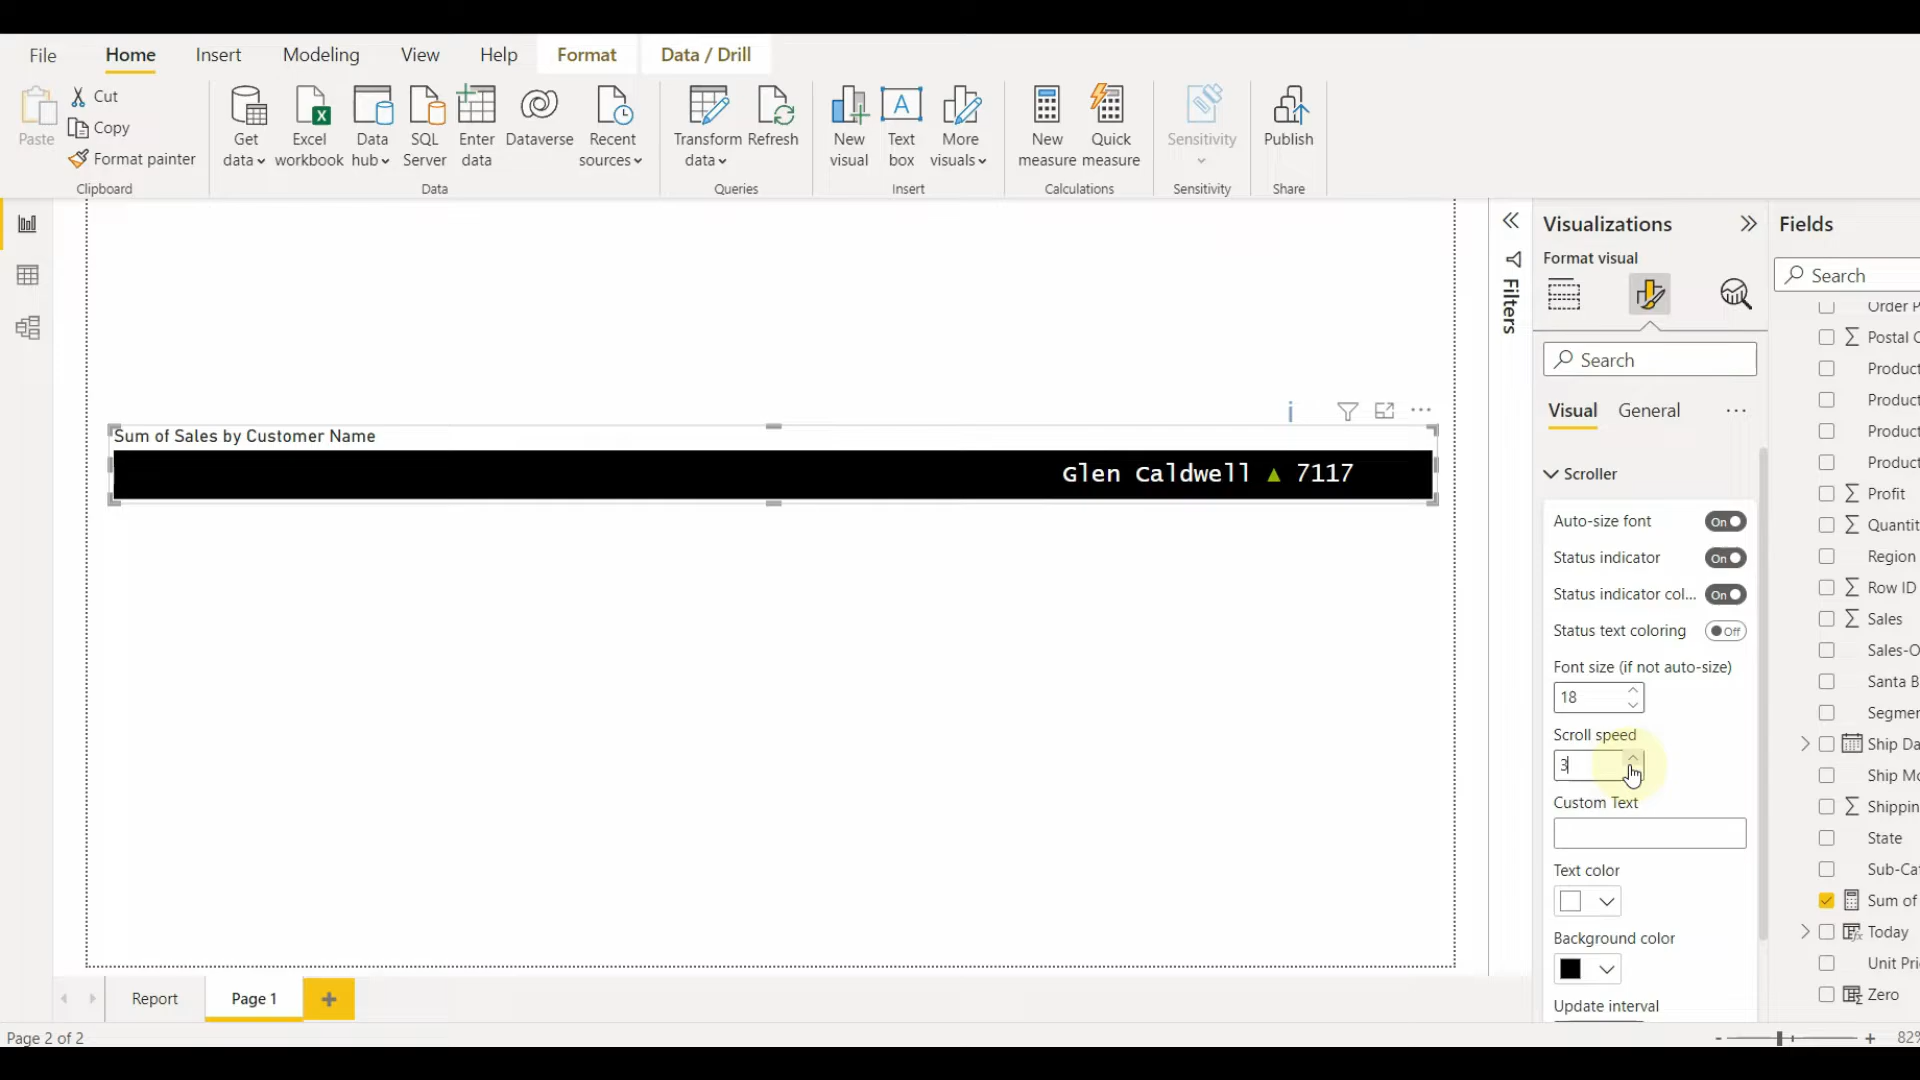 File Home Insert Modeling View Help Format Data / Drill
Paste
Cut
Copy
Format painter
Clipboard
Get data
Excel workbook
Data hub
SQL Server
Enter data
Dataverse
Recent sources
Data
Transform data
Refresh
Queries
New visual
Text box
More visuals
Insert
New measure
Quick measure
Calculations
Sensitivity
Sensitivity
Publish
Share
Sum of Sales by Customer Name
Glen Caldwell ▲ 7117
Filters
Visualizations
Format visual
Search
Visual General
Scroller
Auto-size font On
Status indicator On
Status indicator col... On
Status text coloring Off
Font size (if not auto-size)
18
Scroll speed
3
Custom Text
Text color
Background color
Update interval
Fields
Search
Order P
Postal C
Product
Product
Product
Product
Profit
Quantit
Region
Row ID
Sales
Sales-O
Santa B
Segmer
Ship Da
Ship Mo
Shippin
State
Sub-Cat
Sum of
Today
Unit Pri
Zero
Report Page 1 +
Page 2 of 2
- + 82%